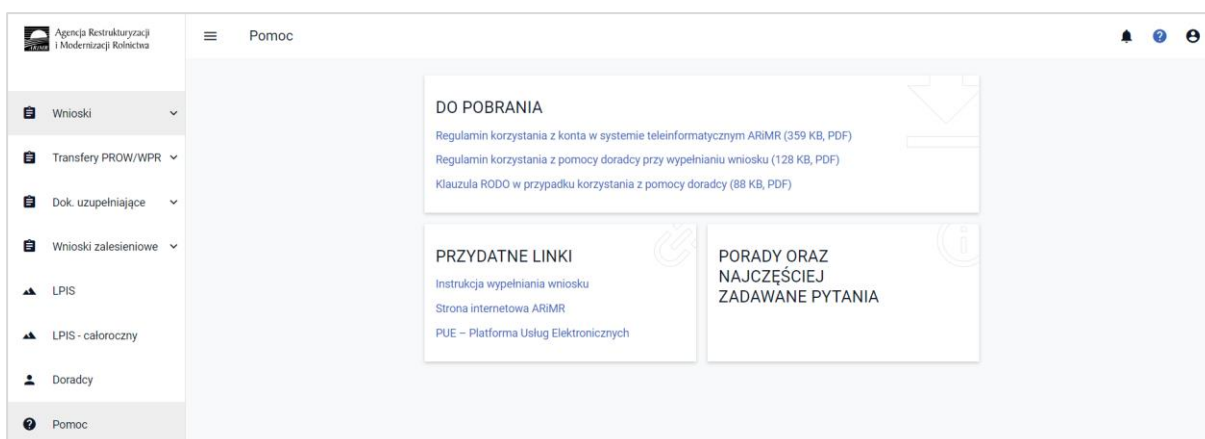 Agencja Restrukturyzacji
i Modernizacji Rolnictwa
ARiMR
Pomoc
Wnioski
Transfery PROW/WPR
Dok. uzupełniające
Wnioski zalesieniowe
LPIS
LPIS - całoroczny
Doradcy
Pomoc
DO POBRANIA
Regulamin korzystania z konta w systemie teleinformatycznym ARiMR (359 KB, PDF)
Regulamin korzystania z pomocy doradcy przy wypełnianiu wniosku (128 KB, PDF)
Klauzula RODO w przypadku korzystania z pomocy doradcy (88 KB, PDF)
PRZYDATNE LINKI
Instrukcja wypełniania wniosku
Strona internetowa ARiMR
PUE – Platforma Usług Elektronicznych
PORADY ORAZ
NAJCZĘŚCIEJ
ZADAWANE PYTANIA